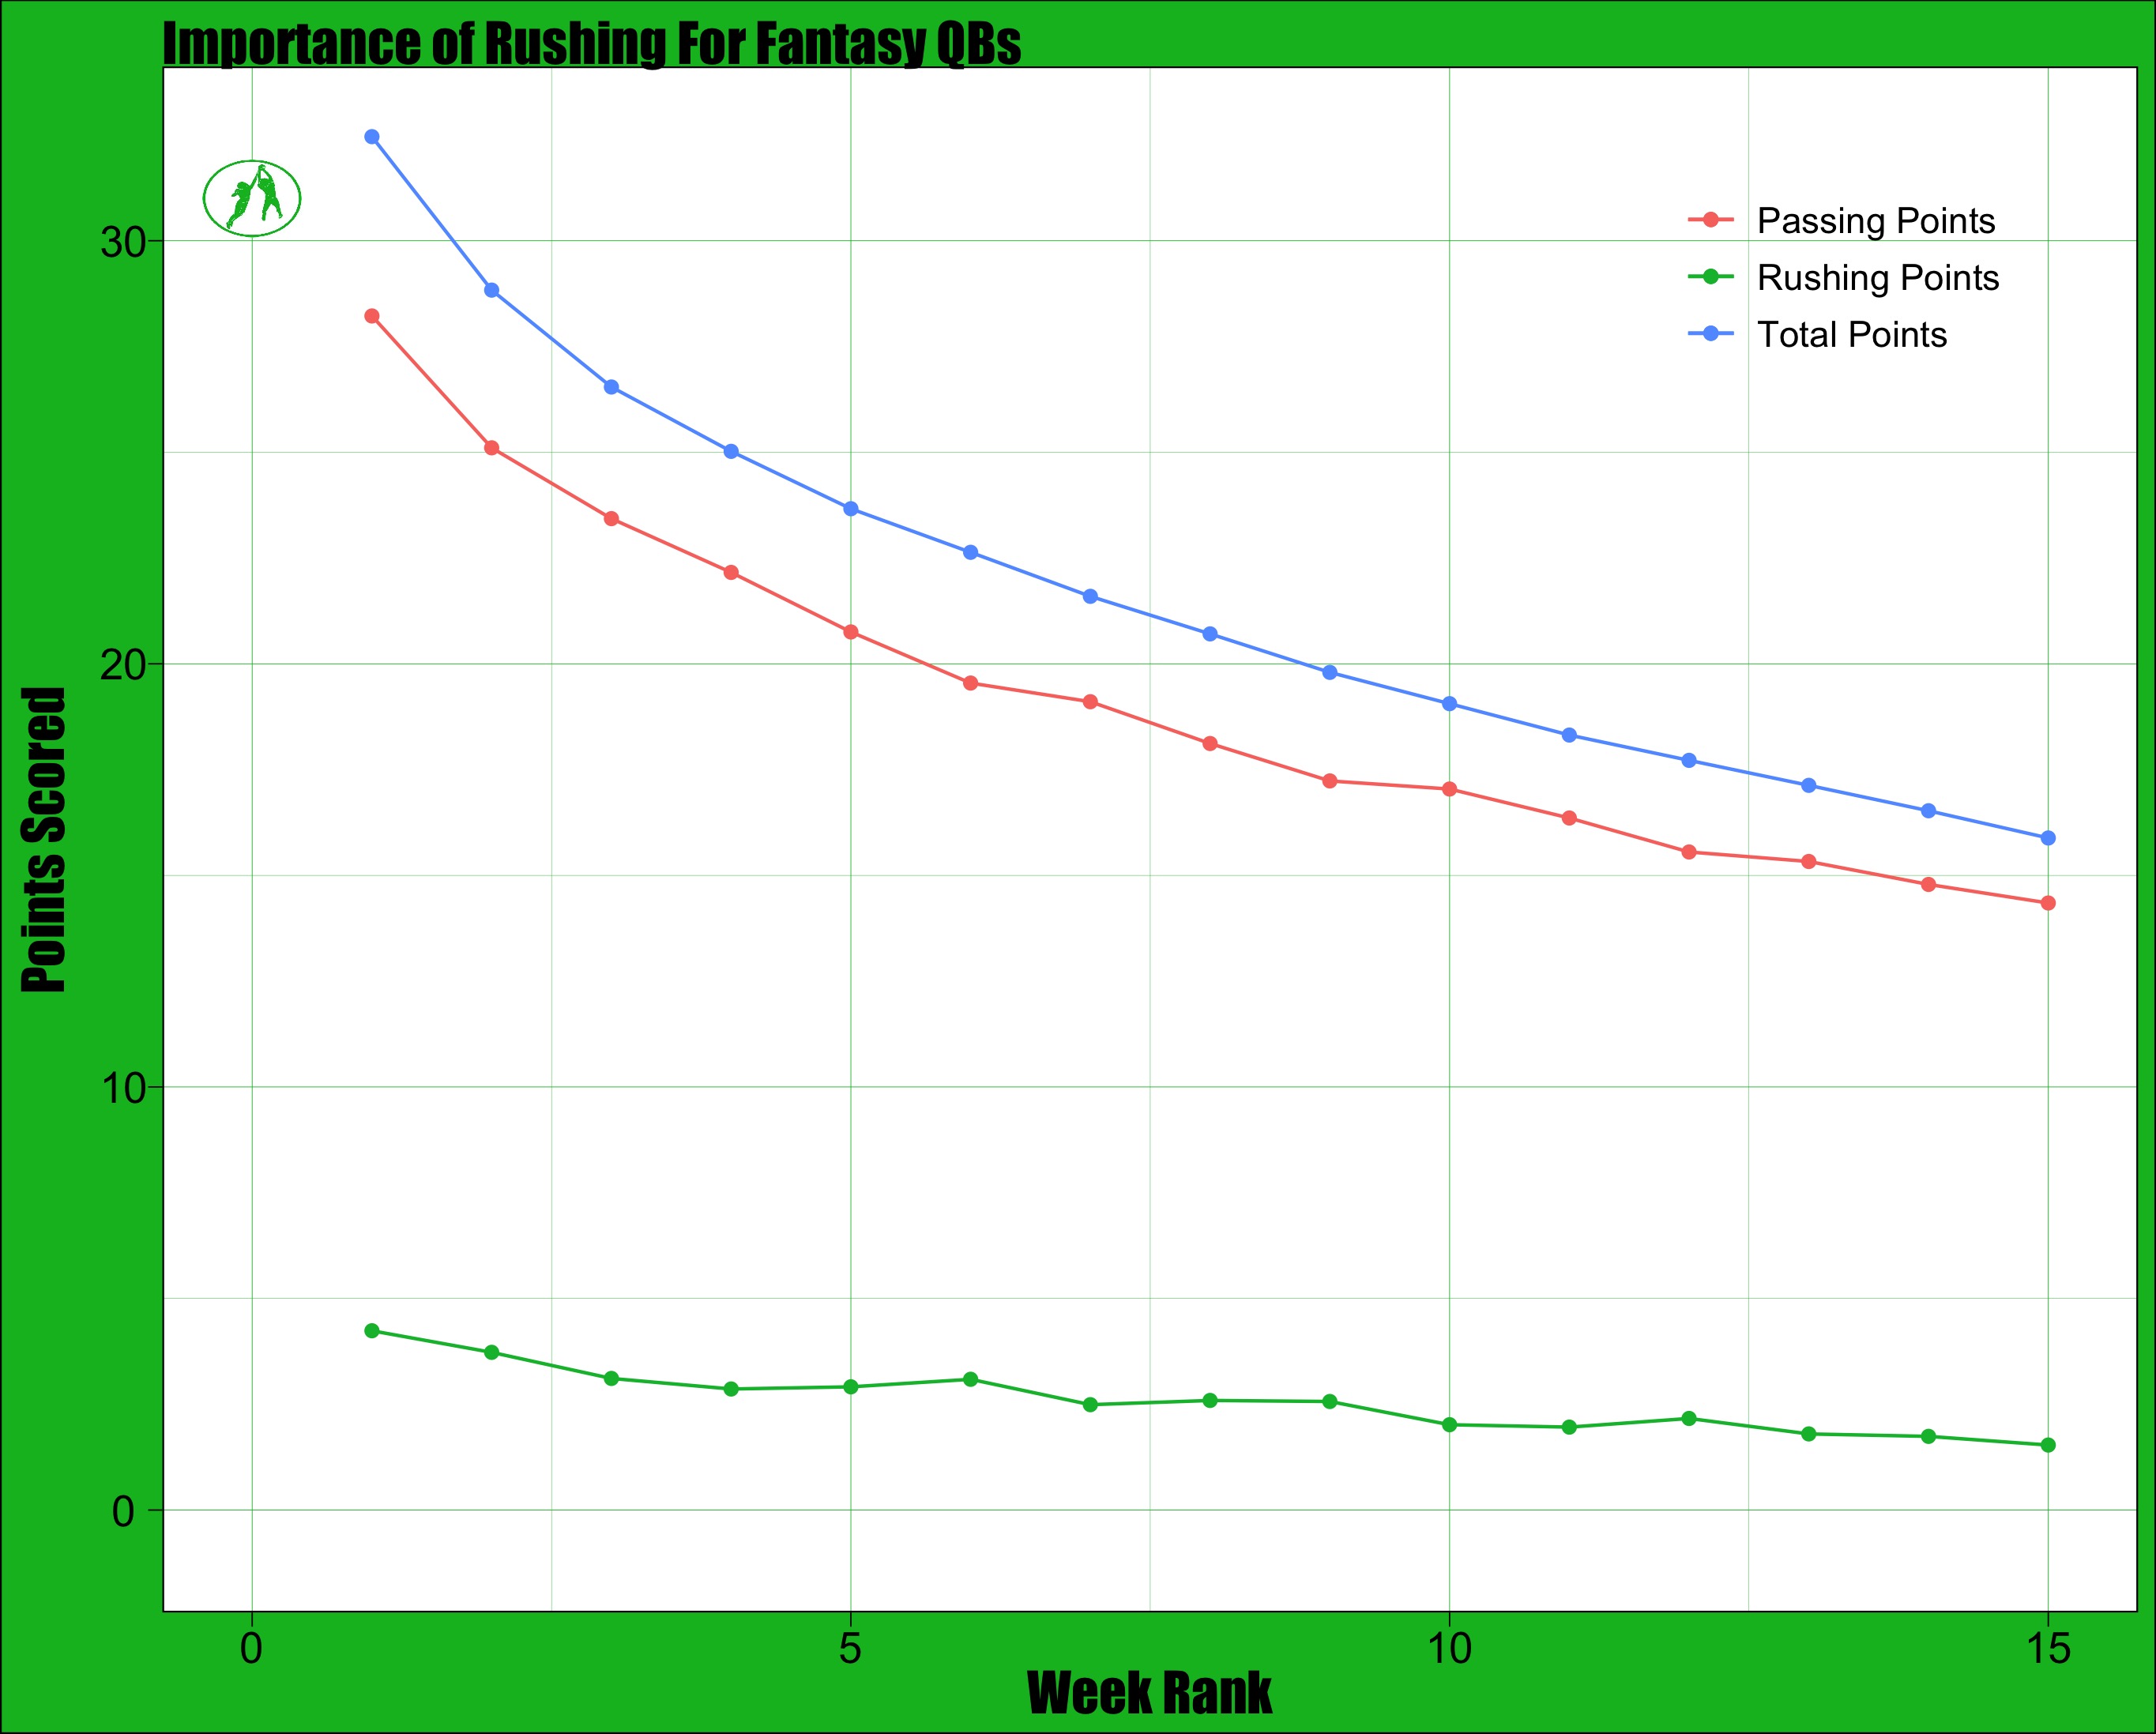 Importance of Rushing For Fantasy QBs
Passing Points
Rushing Points
Total Points
30
20
10
0
Points Scored
0
5
10
15
Week Rank